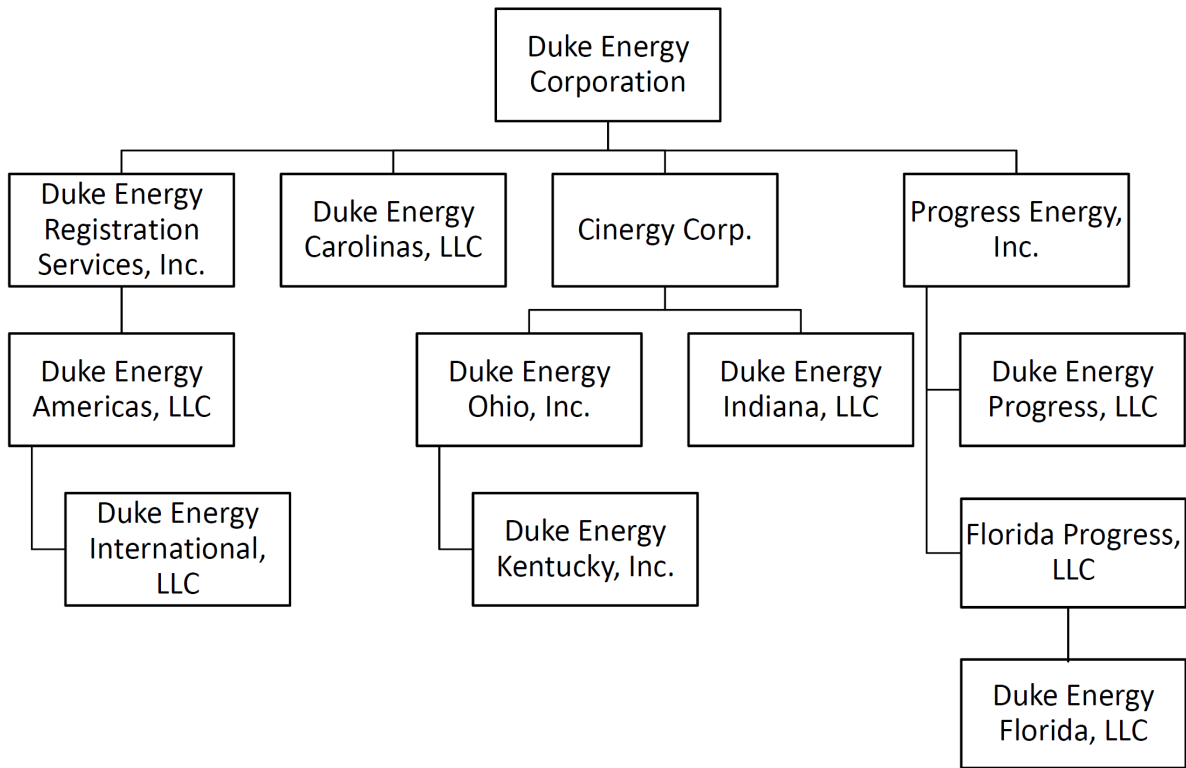 Duke Energy
Corporation
Duke Energy
Registration
Services, Inc.
Duke Energy
Carolinas, LLC
Cinergy Corp.
Progress Energy,
Inc.
Duke Energy
Americas, LLC
Duke Energy
Ohio, Inc.
Duke Energy
Indiana, LLC
Duke Energy
Progress, LLC
Duke Energy
International,
LLC
Duke Energy
Kentucky, Inc.
Florida Progress,
LLC
Duke Energy
Florida, LLC